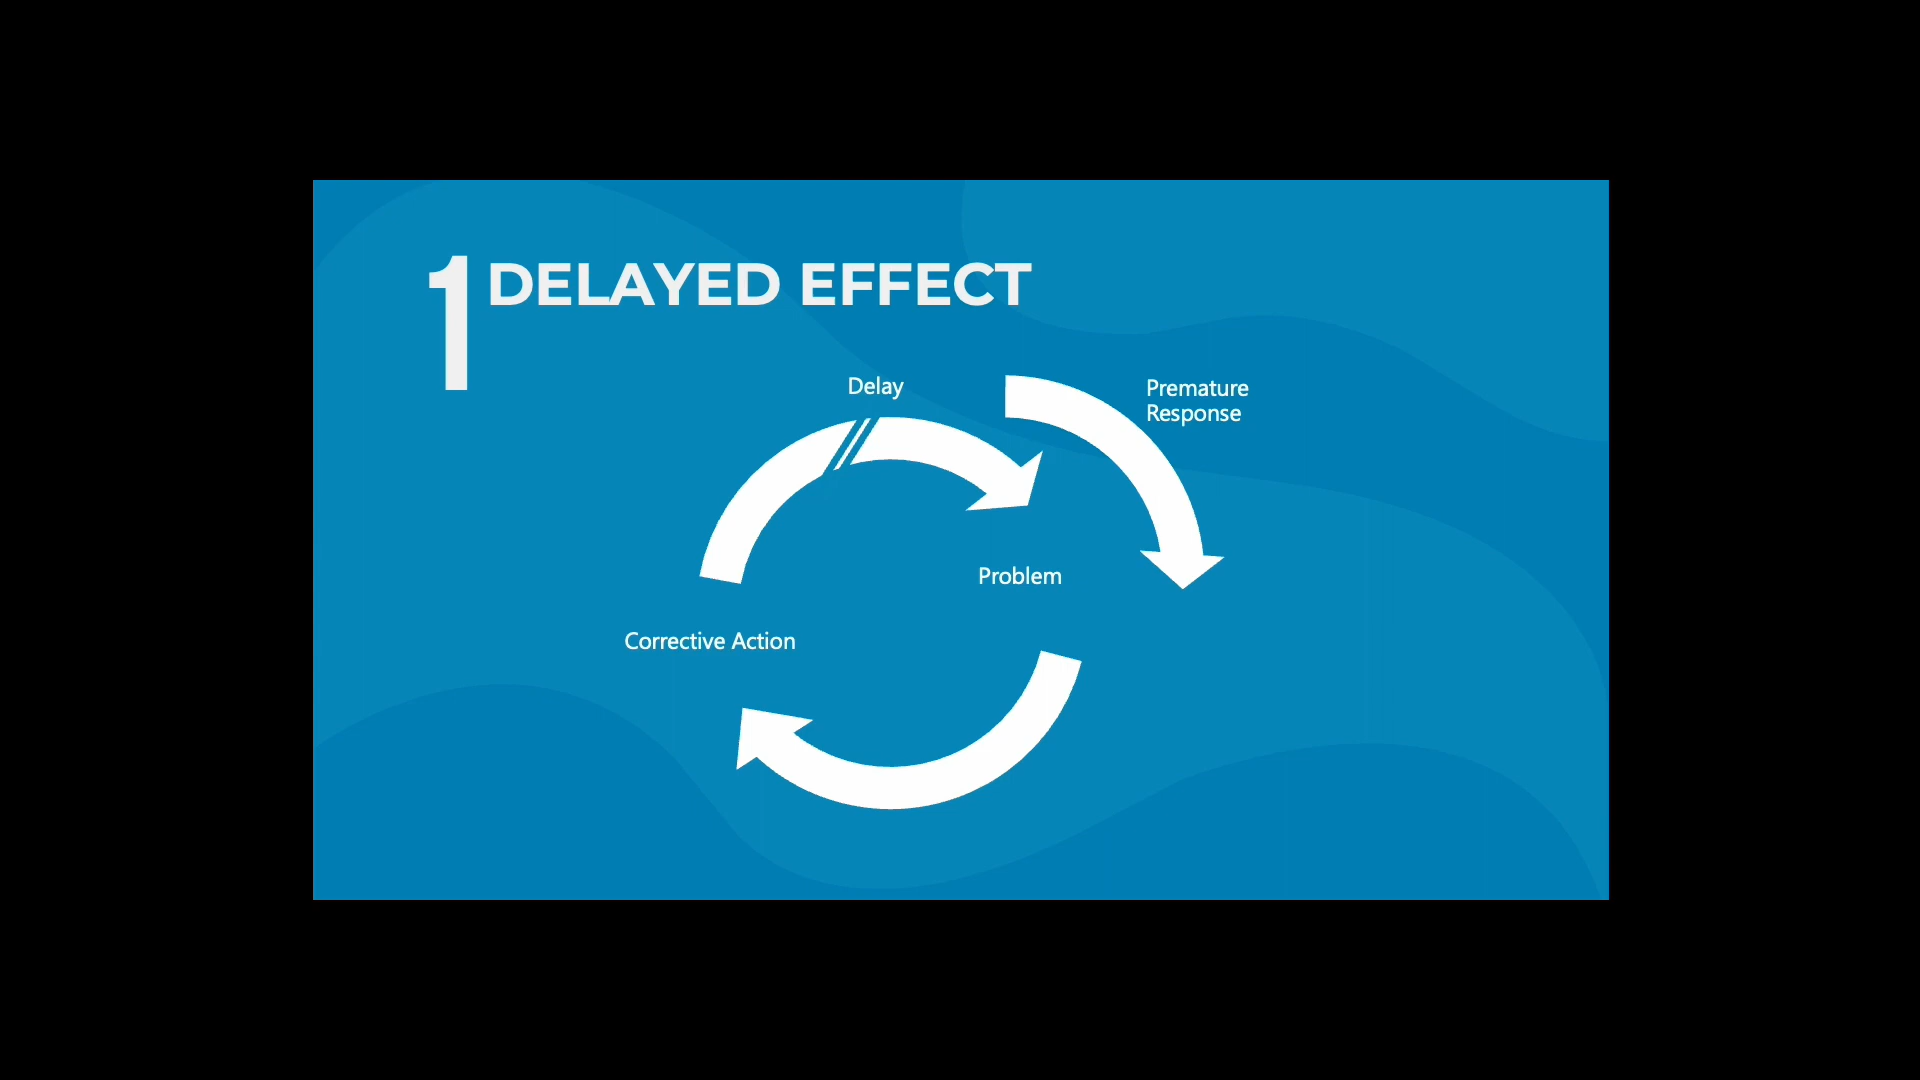 1 DELAYED EFFECT
Delay
Premature
Response
Problem
Corrective Action